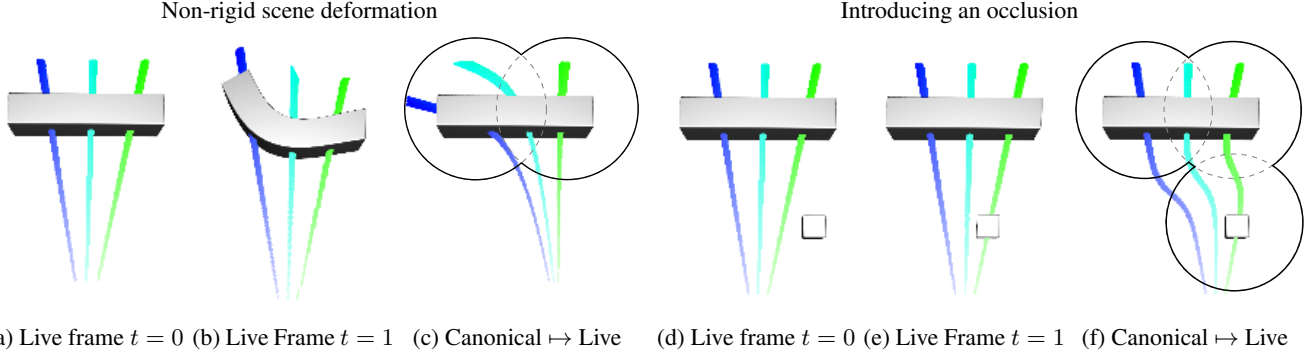 Non-rigid scene deformation
Introducing an occlusion
a) Live frame t = 0
(b) Live Frame t = 1
(c) Canonical ↦ Live
(d) Live frame t = 0
(e) Live Frame t = 1
(f) Canonical ↦ Live